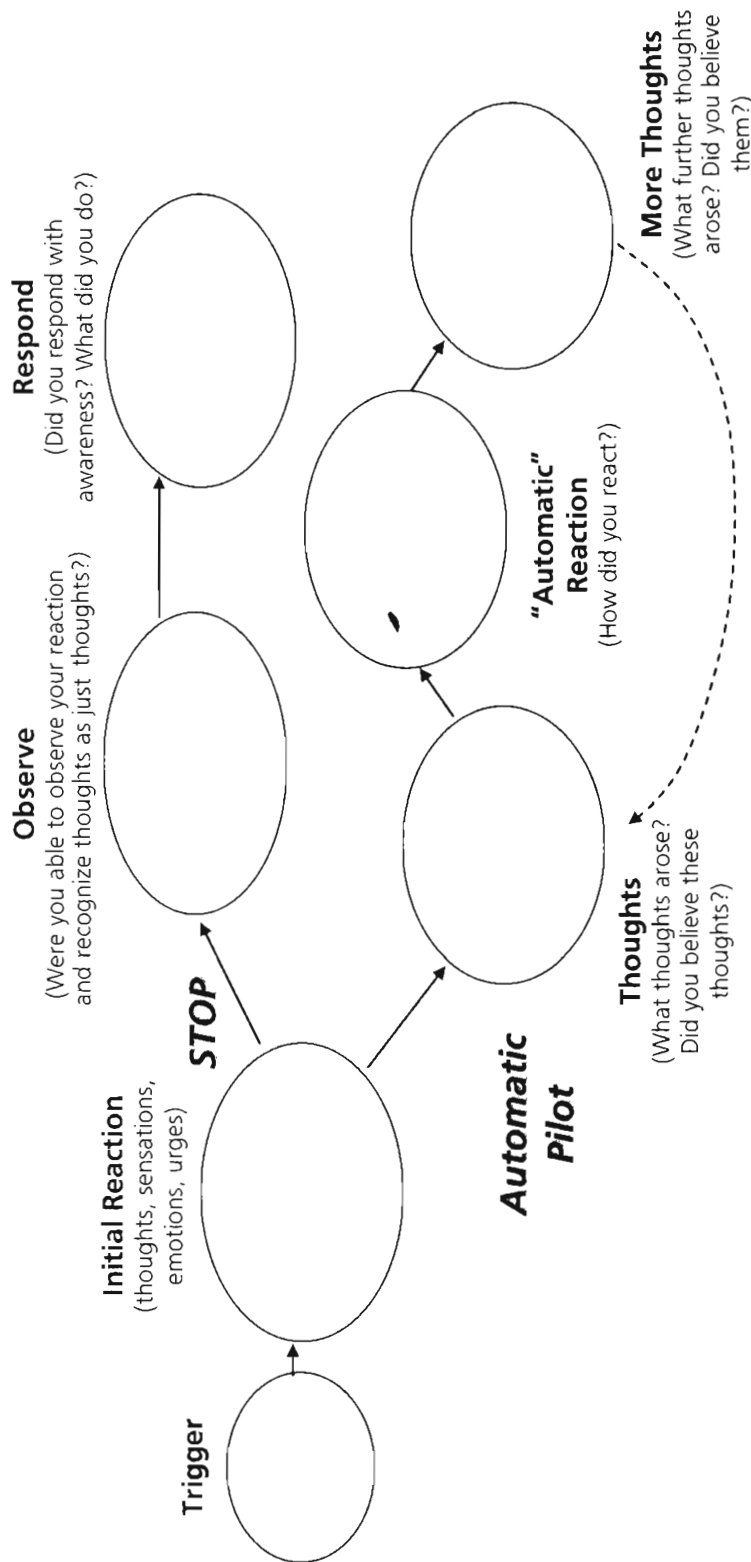 Trigger
Initial Reaction
(thoughts, sensations,
emotions, urges)
STOP
Observe
(Were you able to observe your reaction
and recognize thoughts as just thoughts?)
Respond
(Did you respond with
awareness? What did you do?)
Automatic
Pilot
Thoughts
(What thoughts arose?
Did you believe these
thoughts?)
“Automatic”
Reaction
(How did you react?)
More Thoughts
(What further thoughts
arose? Did you believe
them?)